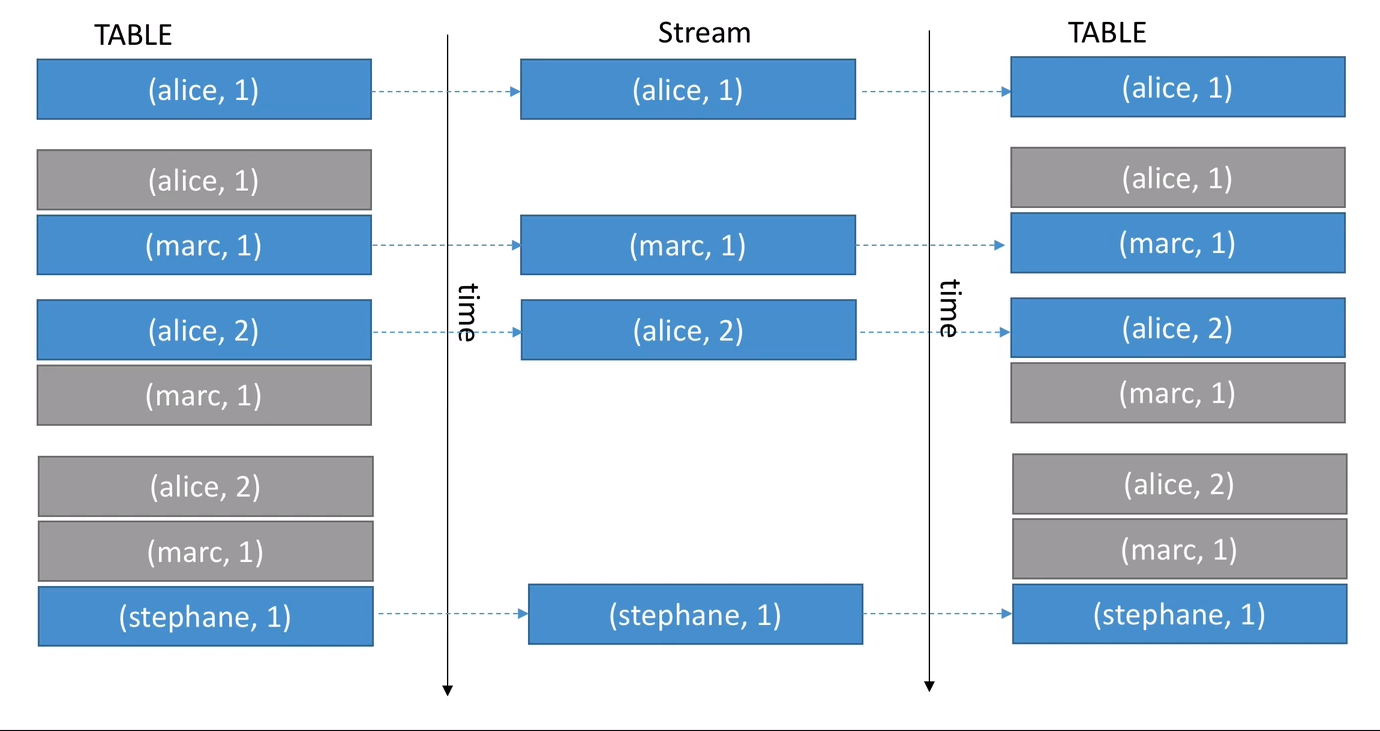 TABLE
Stream
TABLE
(alice, 1)
(alice, 1)
(alice, 1)
(alice, 1)
(alice, 1)
(marc, 1)
(marc, 1)
(marc, 1)
time
time
(alice, 2)
(alice, 2)
(alice, 2)
(marc, 1)
(marc, 1)
(alice, 2)
(alice, 2)
(marc, 1)
(marc, 1)
(stephane, 1)
(stephane, 1)
(stephane, 1)